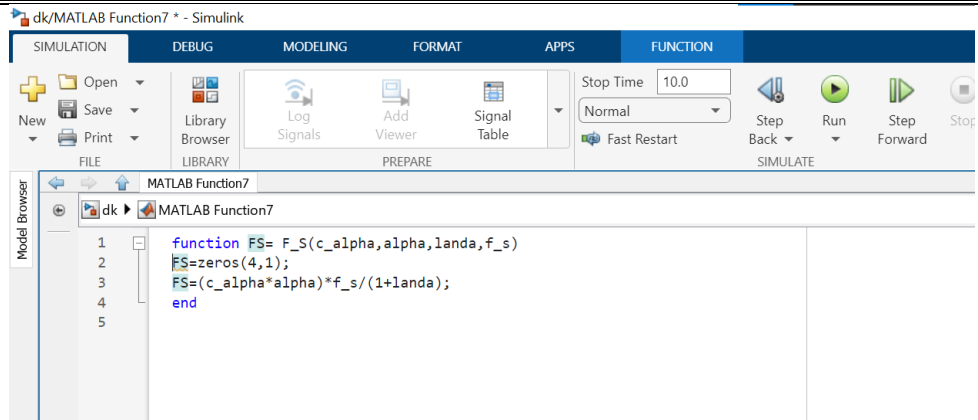 dk/MATLAB Function7 * - Simulink
SIMULATION DEBUG MODELING FORMAT APPS FUNCTION
Open
Save
Print
New
FILE
Library
Browser
LIBRARY
Log
Signals
Add
Viewer
Signal
Table
PREPARE
Stop Time 10.0
Normal
Fast Restart
Step
Back
Run
Step
Forward
Stop
SIMULATE
Model Browser
MATLAB Function7
dk MATLAB Function7
1 function FS= F_S(c_alpha,alpha,landa,f_s)
2 FS=zeros(4,1);
3 FS=(c_alpha*alpha)*f_s/(1+landa);
4 end
5